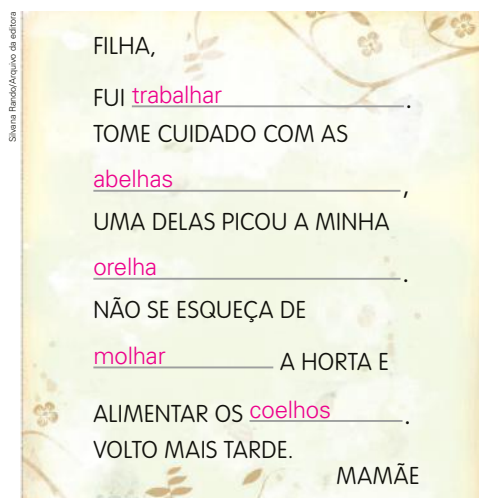 Silvana Rando/Arquivo da editora
FILHA,
FUI trabalhar.
TOME CUIDADO COM AS
abelhas,
UMA DELAS PICOU A MINHA
orelha.
NÃO SE ESQUEÇA DE
molhar A HORTA E
ALIMENTAR OS coelhos.
VOLTO MAIS TARDE.
MAMÃE